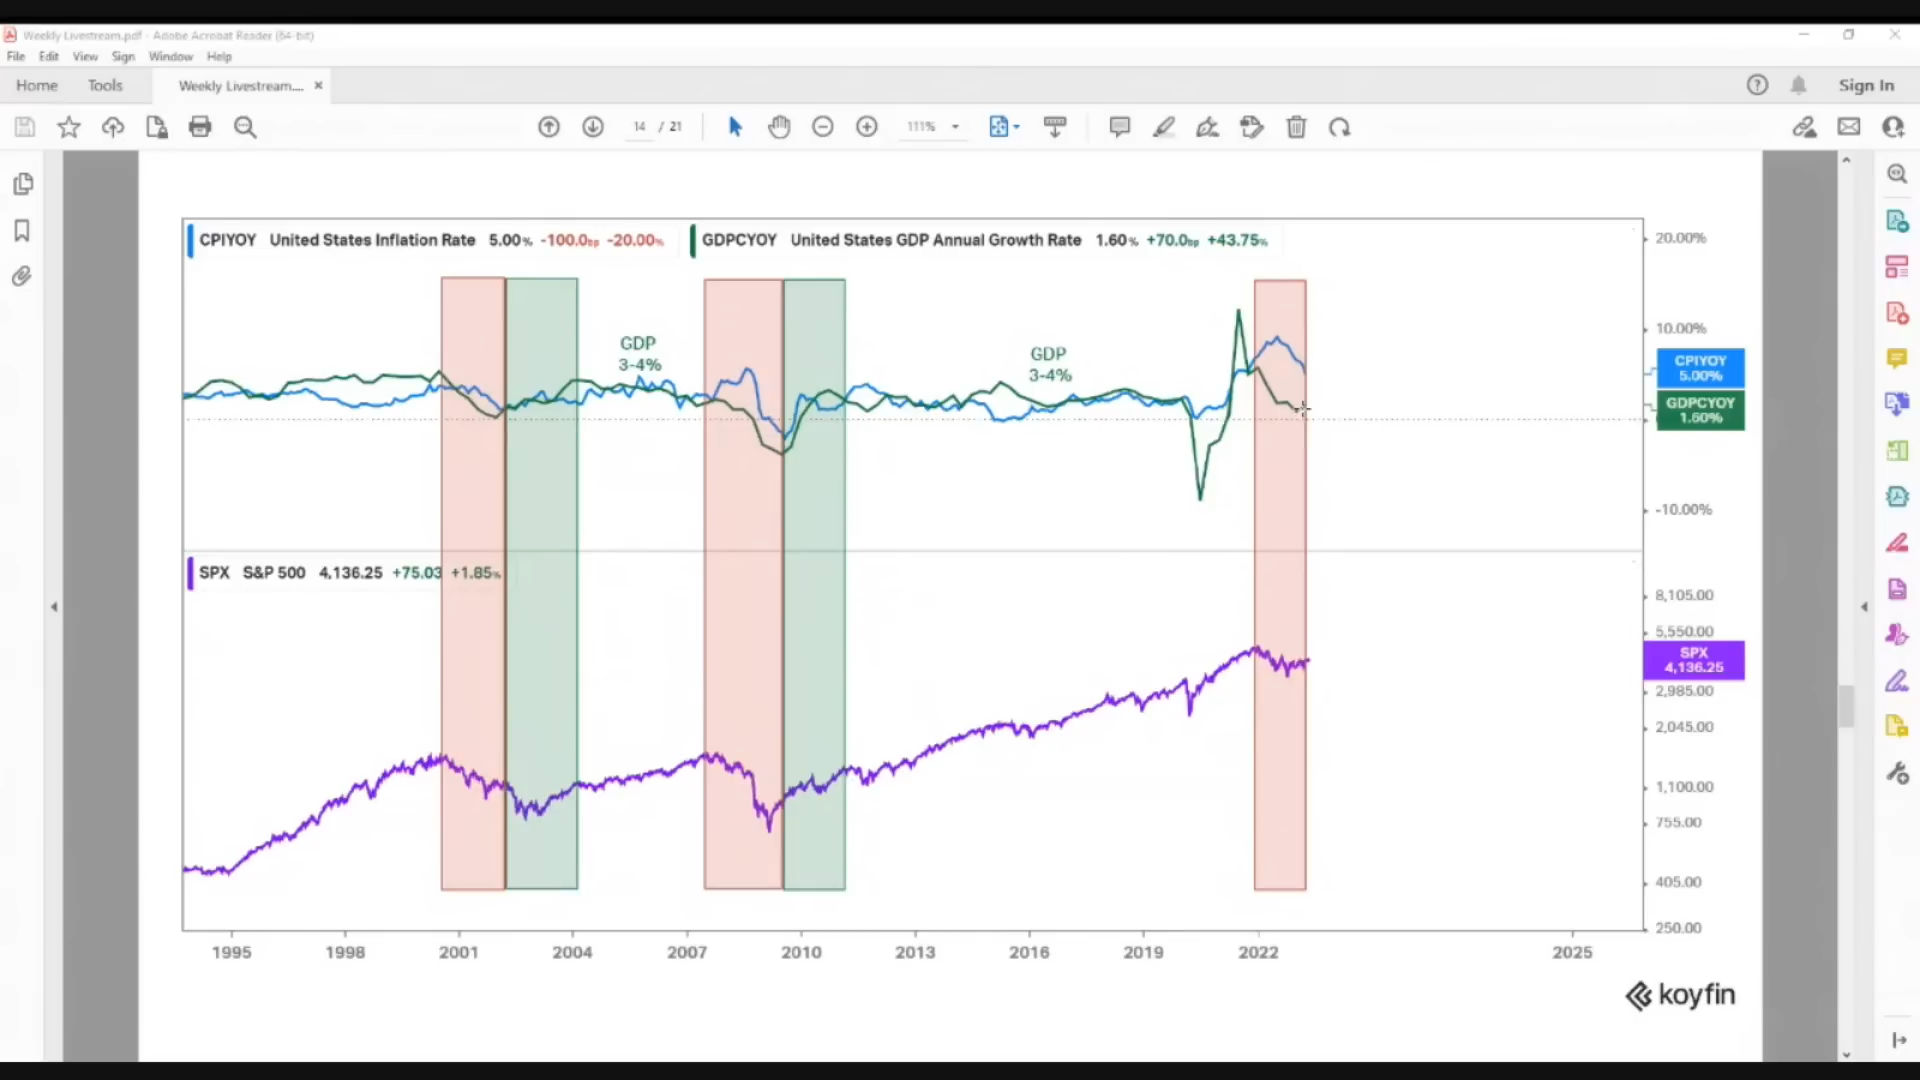 Weekly Livestream.pdf - Adobe Acrobat Reader (64-bit)
File Edit View Sign Window Help
Home Tools Weekly Livestream.... × Sign In
14 / 21 111%
CPIYOY United States Inflation Rate 5.00% -100.0bp -20.00% GDPCYOY United States GDP Annual Growth Rate 1.60% +70.0bp +43.75%
20.00%
GDP
3-4%
GDP
3-4%
10.00%
CPIYOY
5.00%
GDPCYOY
1.60%
-10.00%
SPX S&P 500 4,136.25 +75.03 +1.85%
8,105.00
5,550.00
SPX
4,136.25
2,985.00
2,045.00
1,100.00
755.00
405.00
250.00
1995 1998 2001 2004 2007 2010 2013 2016 2019 2022 2025
koyfin